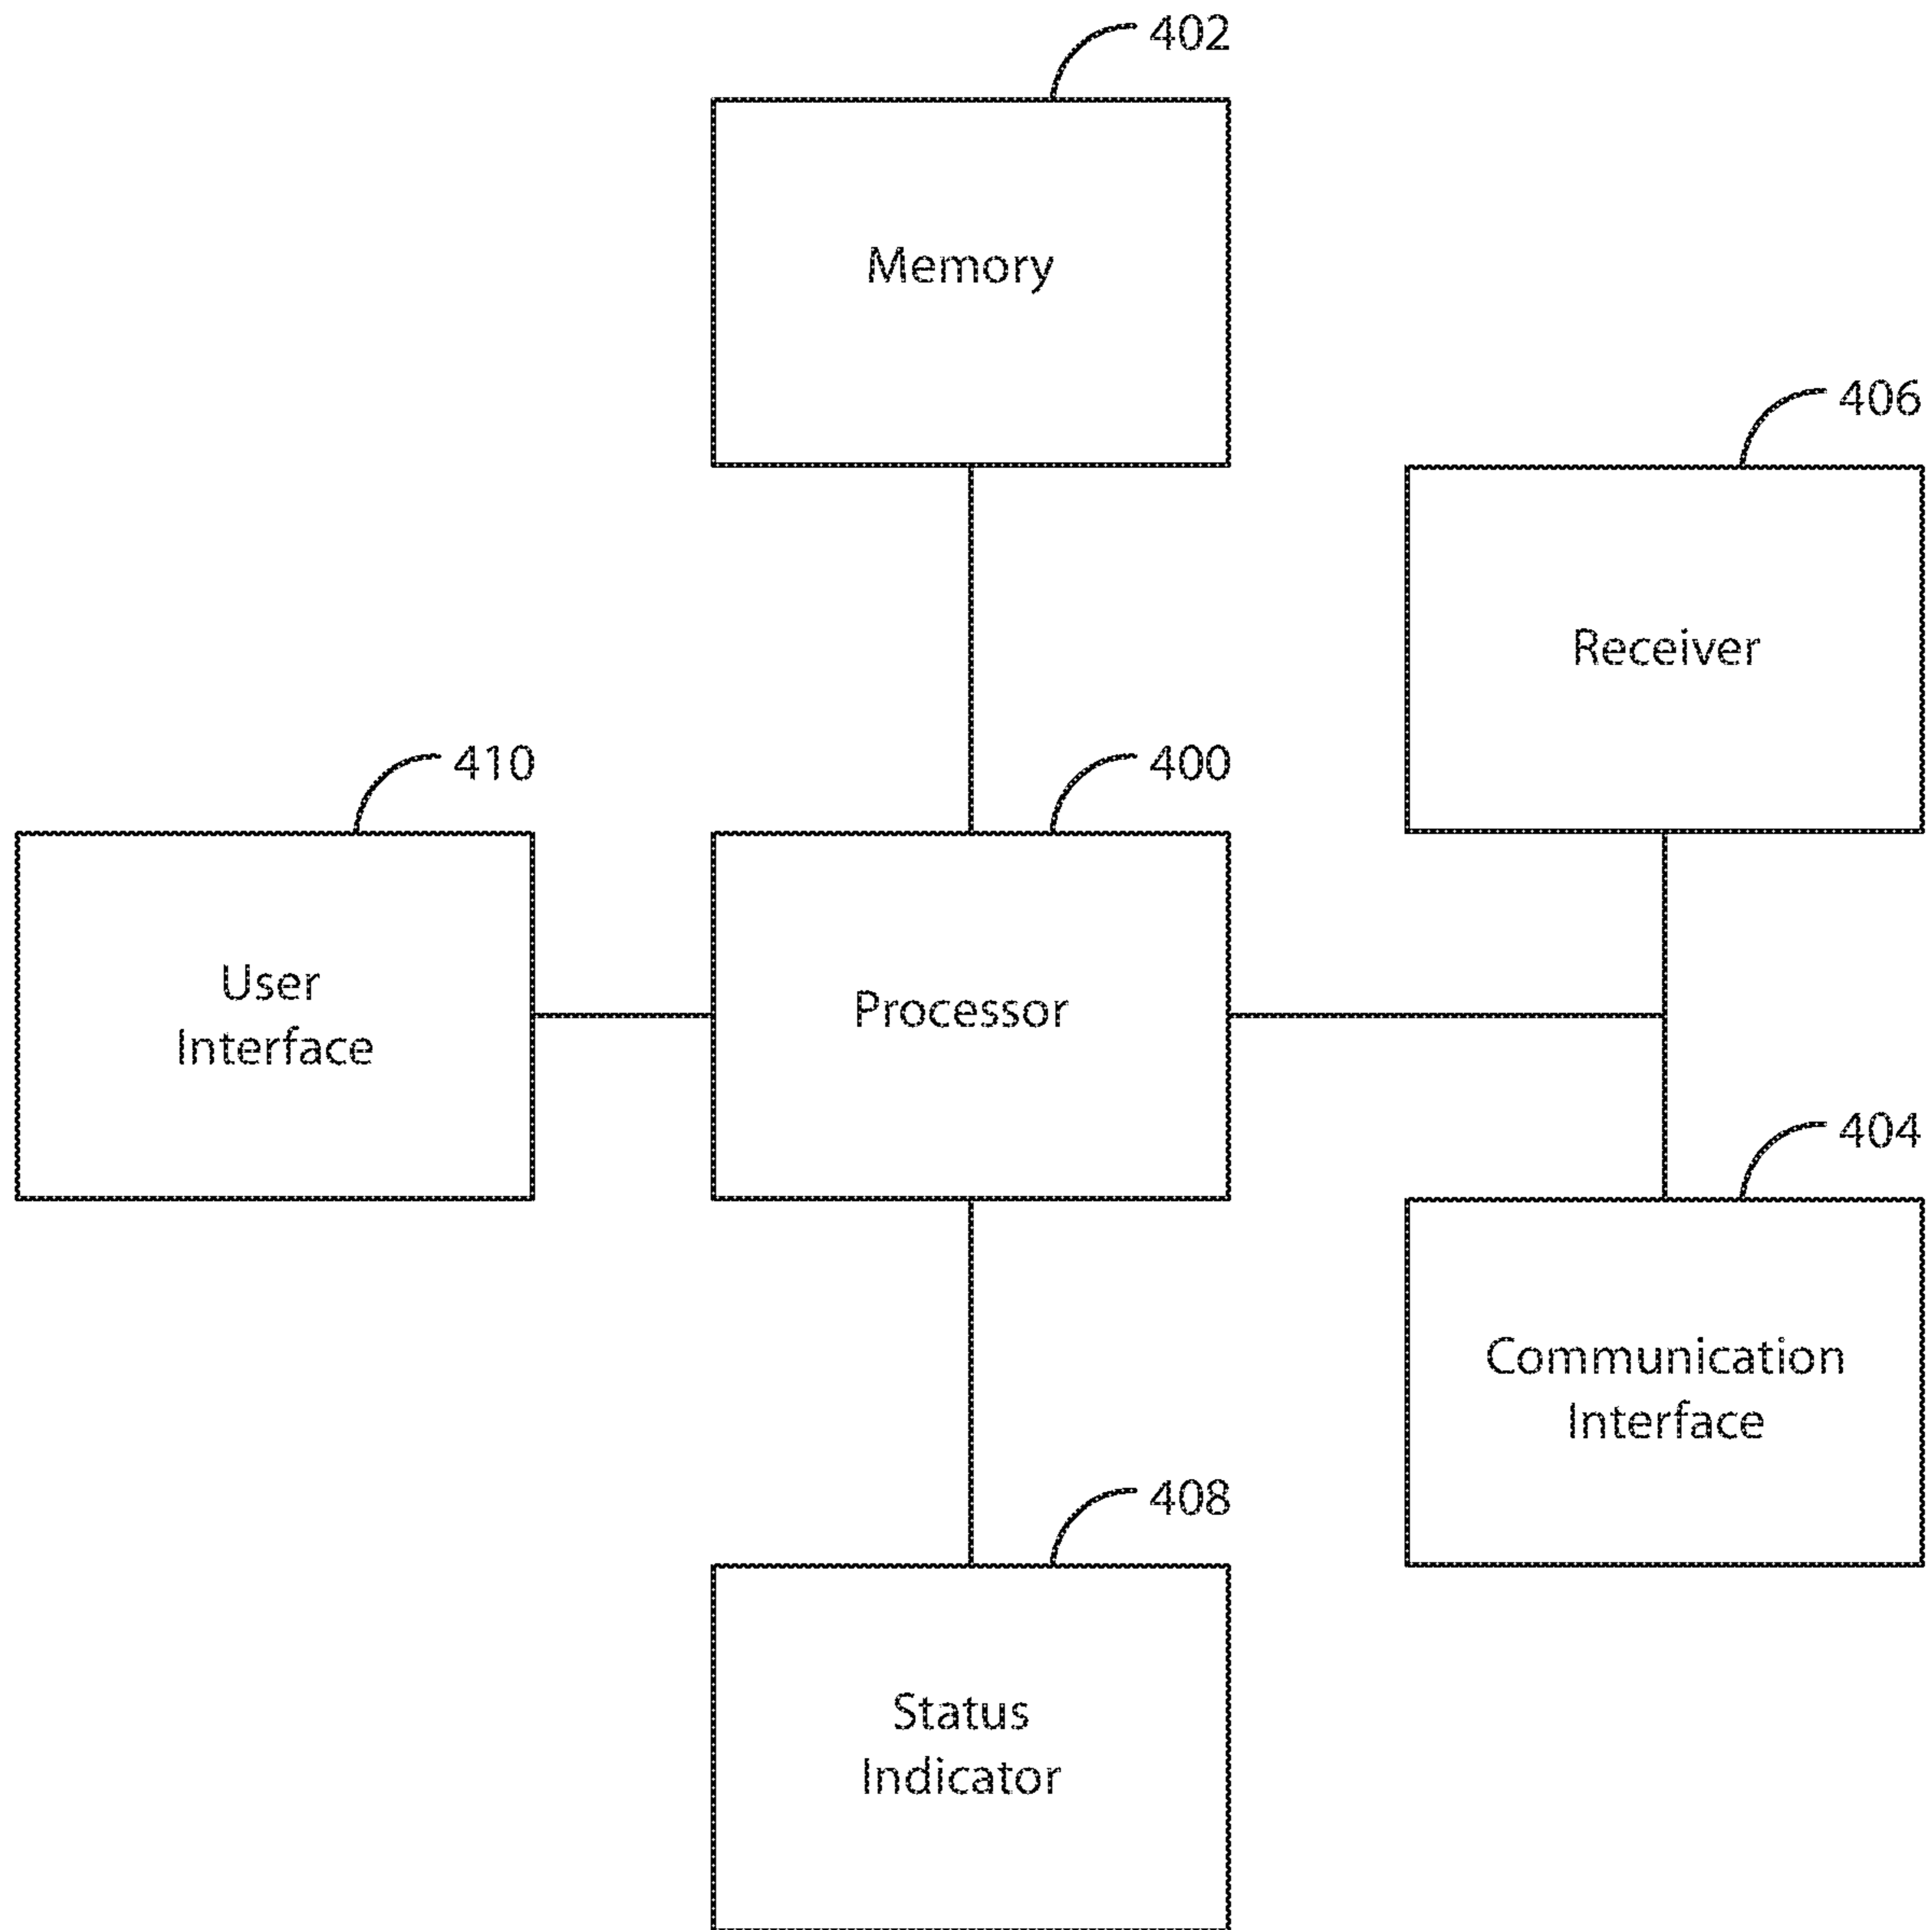 402
Memory
406
Receiver
410
400
User
Interface
Processor
404
Communication
Interface
408
Status
Indicator